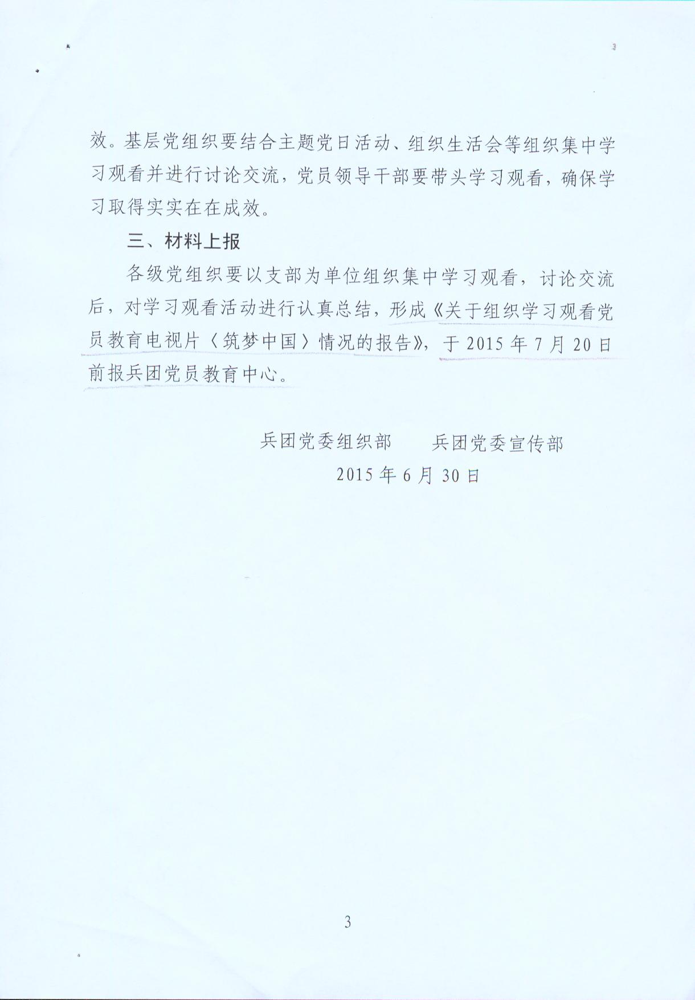 效。基层党组织要结合主题党日活动、组织生活会等组织集中学
习观看并进行讨论交流，党员领导干部要带头学习观看，确保学
习取得实实在在成效。
三、材料上报
各级党组织要以支部为单位组织集中学习观看，讨论交流
后，对学习观看活动进行认真总结，形成《关于组织学习观看党
员教育电视片〈筑梦中国〉情况的报告》，于2015年7月20日
前报兵团党员教育中心。
兵团党委组织部 兵团党委宣传部
2015年6月30日
3